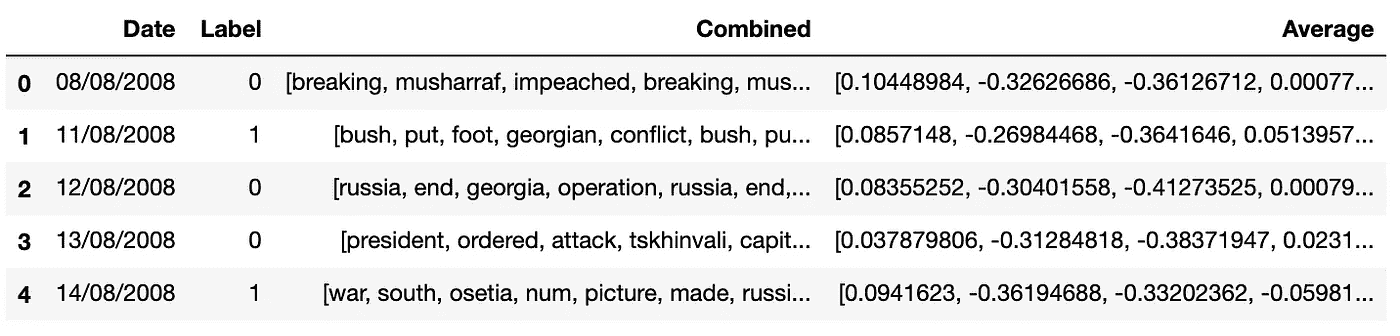 Date Label Combined Average
0 08/08/2008 0 [breaking, musharraf, impeached, breaking, mus... [0.10448984, -0.32626686, -0.36126712, 0.00077...
1 11/08/2008 1 [bush, put, foot, georgian, conflict, bush, pu... [0.0857148, -0.26984468, -0.3641646, 0.0513957...
2 12/08/2008 0 [russia, end, georgia, operation, russia, end,... [0.08355252, -0.30401558, -0.41273525, 0.00079...
3 13/08/2008 0 [president, ordered, attack, tskhinvali, capit... [0.037879806, -0.31284818, -0.38371947, 0.0231...
4 14/08/2008 1 [war, south, osetia, num, picture, made, russi... [0.0941623, -0.36194688, -0.33202362, -0.05981...